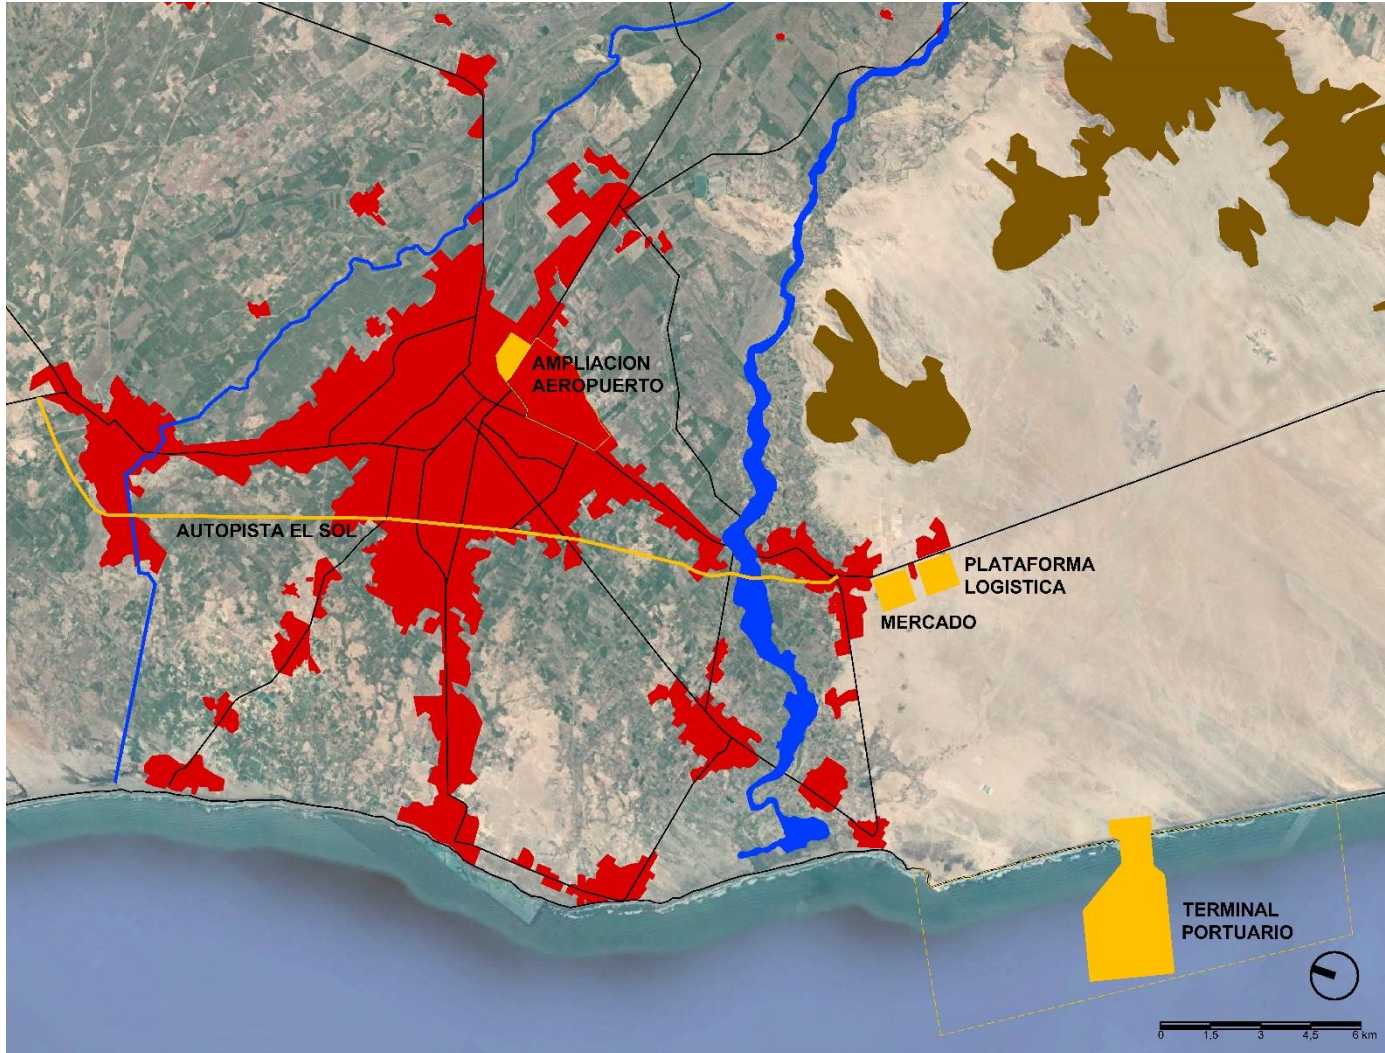 AMPLIACION
AEROPUERTO
AUTOPISTA EL SOL
PLATAFORMA
LOGISTICA
MERCADO
TERMINAL
PORTUARIO
0 1,5 3 4,5 6 km